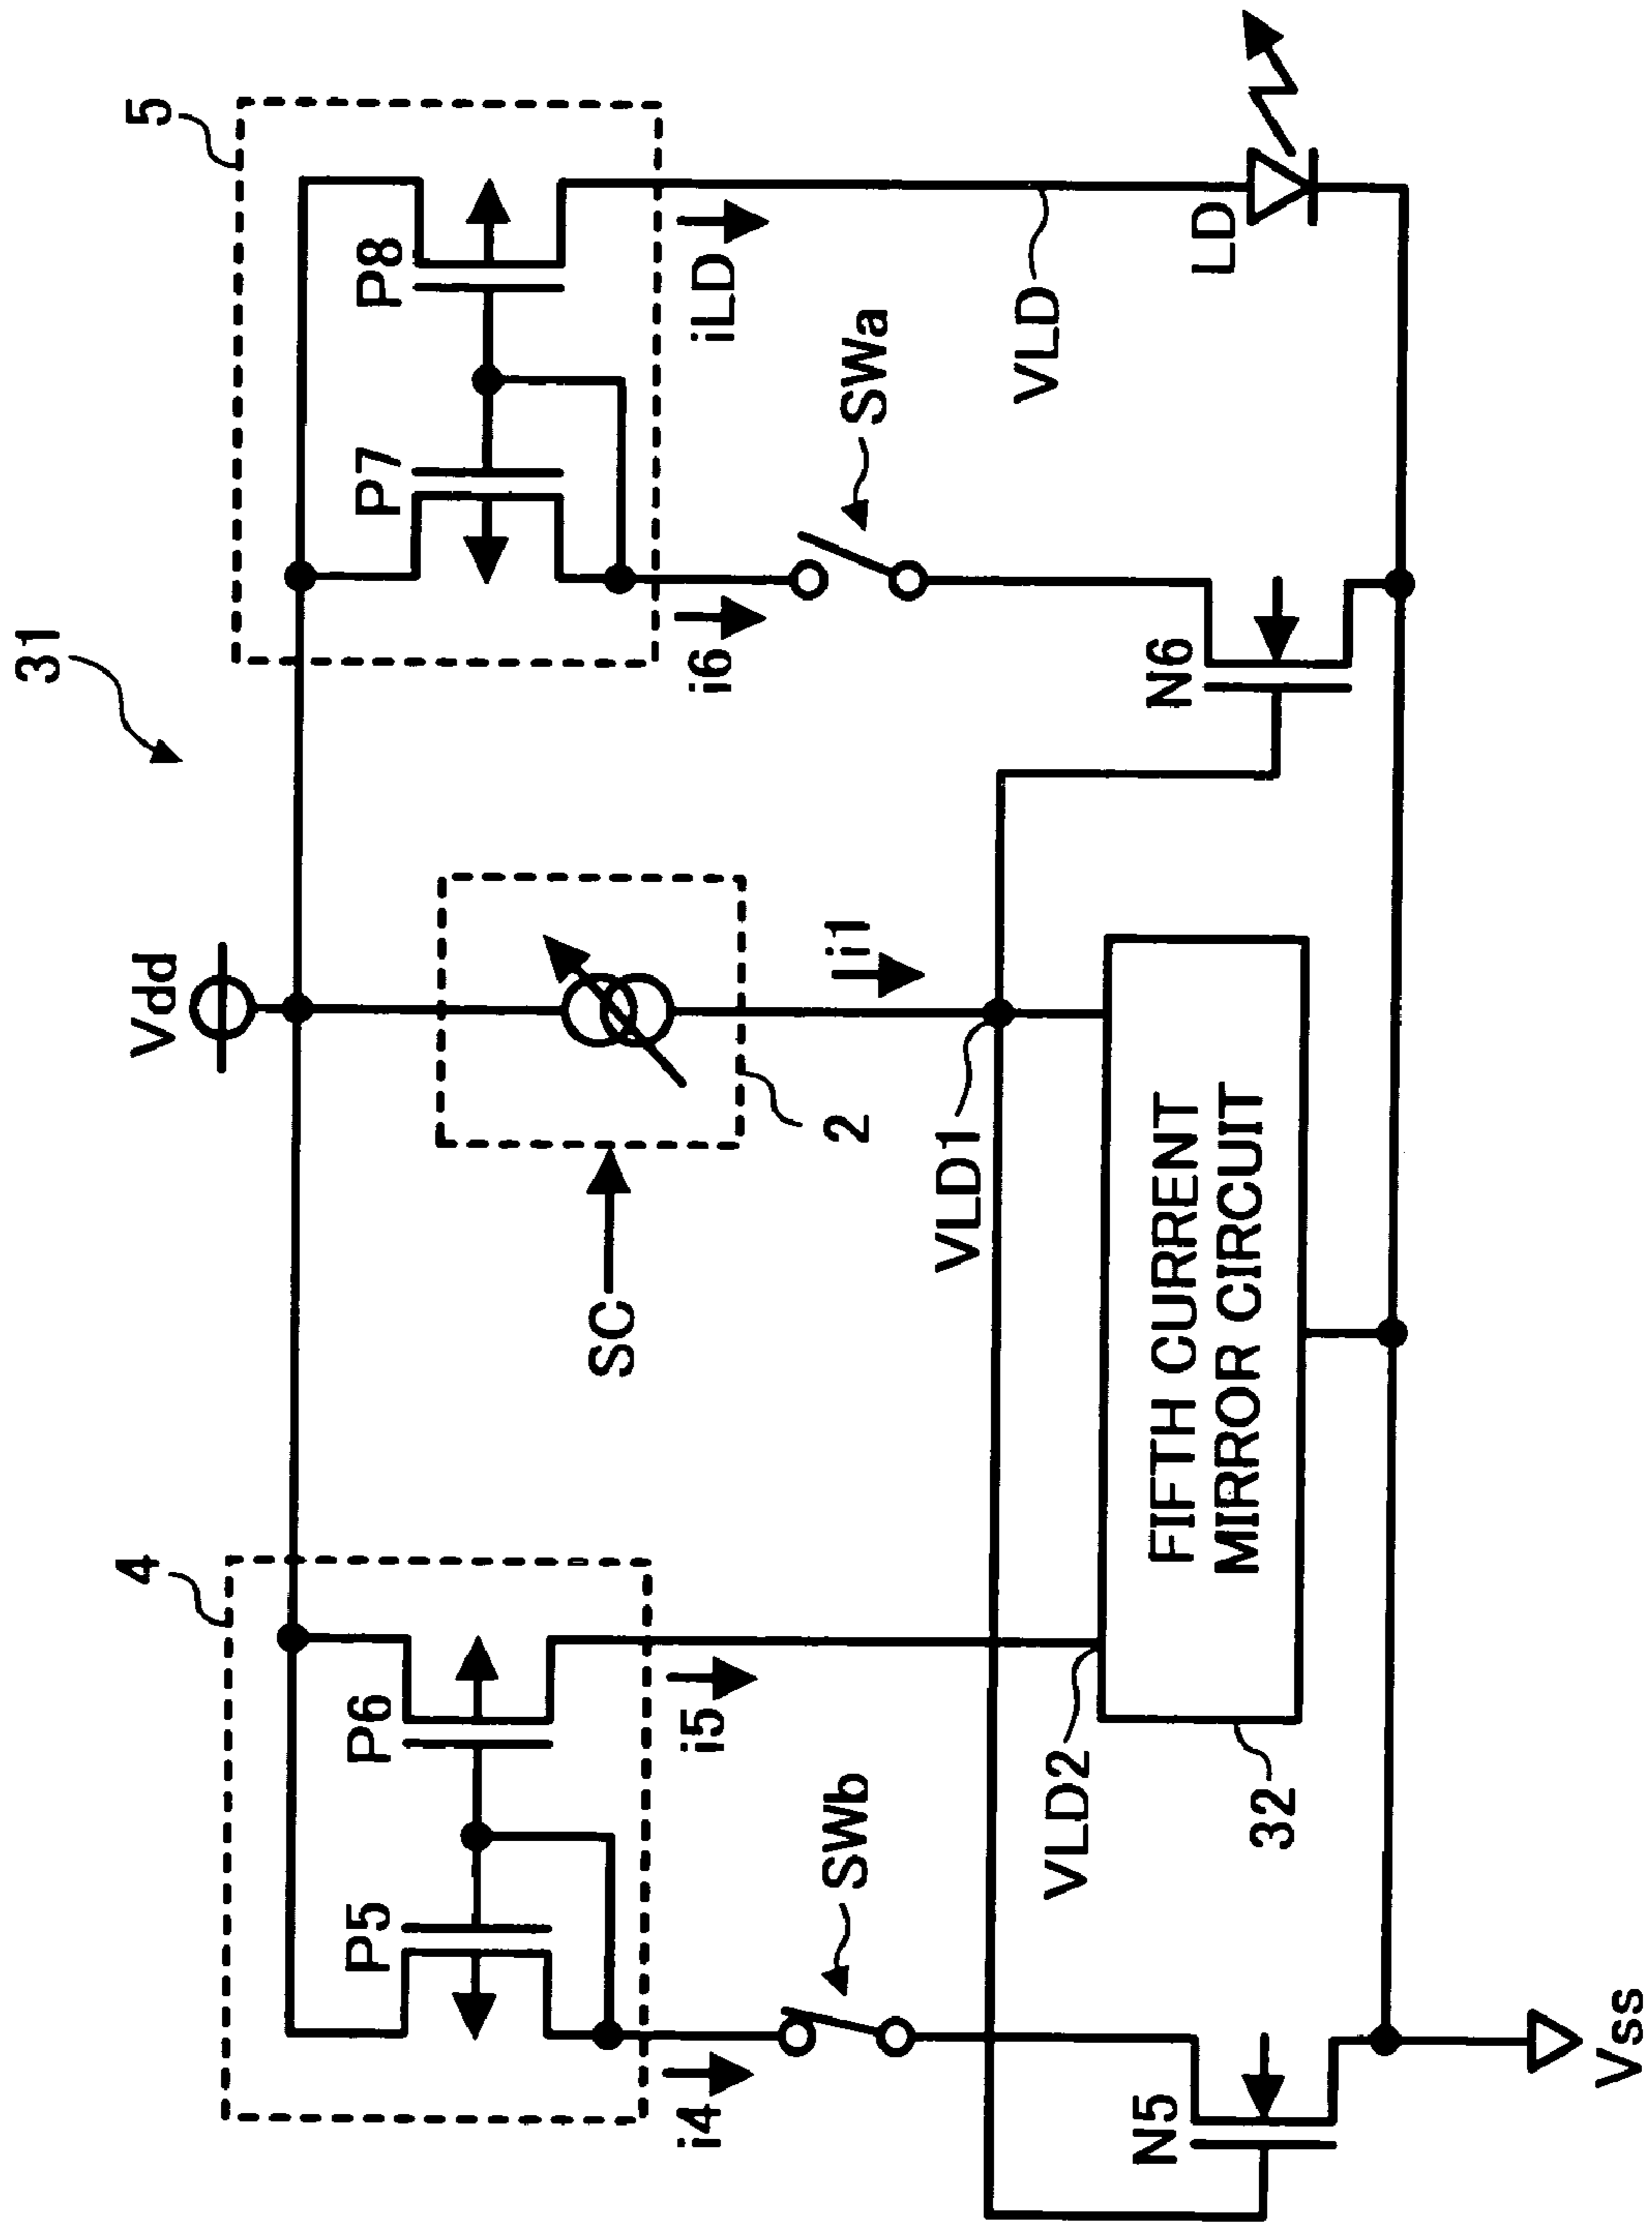 31
Vdd
4
5
P5
P6
P7
P8
SC
2
i4
i5
i1
i6
iLD
SWb
SWa
VLD1
VLD2
VLD
N5
N6
LD
FIFTH CURRENT
MIRROR CIRCUIT
32
Vss